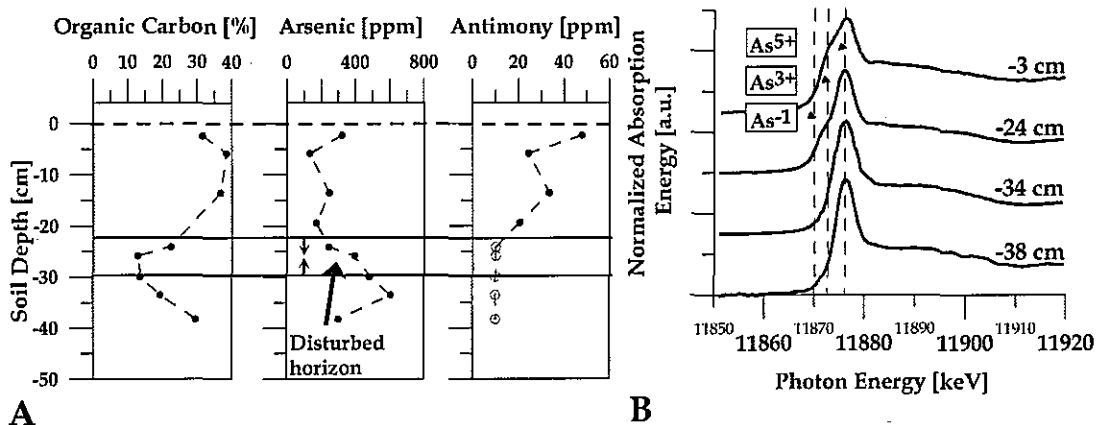 Organic Carbon [%] Arsenic [ppm] Antimony [ppm]
0 10 20 30 40 0 400 800 0 20 40 60
Soil Depth [cm]
0
-10
-20
-30
-40
-50
Disturbed
horizon
A
Normalized Absorption
Energy [a.u.]
As5+
As3+
As-1
-3 cm
-24 cm
-34 cm
-38 cm
11850 11870 11890 11910
11860 11880 11900 11920
Photon Energy [keV]
B